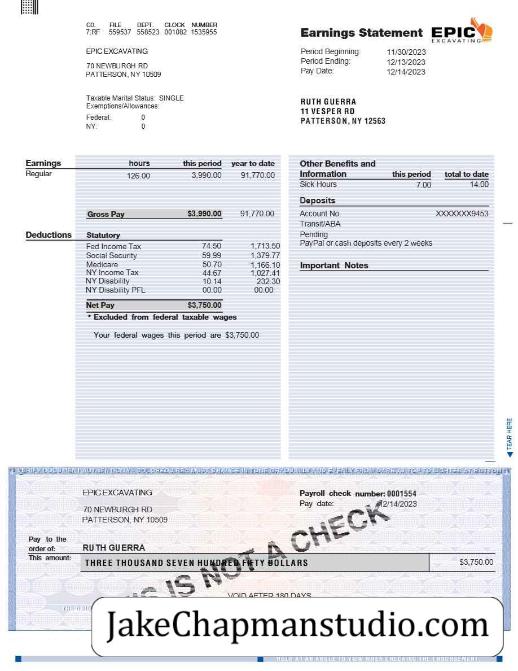 CO. FILE DEPT. CLOCK NUMBER
7;RF 559537 558523 001082 1535955
Earnings Statement EPIC
EXCAVATING
EPIC EXCAVATING
70 NEWBURGH RD
PATTERSON, NY 10509
Period Beginning: 11/30/2023
Period Ending: 12/13/2023
Pay Date: 12/14/2023
Taxable Marital Status: SINGLE
Exemptions/Allowances:
Federal: 0
NY: 0
RUTH GUERRA
11 VESPER RD
PATTERSON, NY 12563
Earnings hours this period year to date
Regular 126.00 3,990.00 91,770.00
Gross Pay $3,990.00 91,770.00
Deductions Statutory
Fed Income Tax 74.50 1,713.50
Social Security 59.99 1,379.77
Medicare 50.70 1,166.10
NY Income Tax 44.67 1,027.41
NY Disability 10.14 232.30
NY Disability PFL 00.00 00.00
Net Pay $3,750.00
* Excluded from federal taxable wages
Your federal wages this period are $3,750.00
Other Benefits and
Information this period total to date
Sick Hours 7.00 14.00
Deposits
Account No XXXXXXX9453
Transit/ABA
Pending
PayPal or cash deposits every 2 weeks
Important Notes
TEAR HERE
EPIC EXCAVATING
70 NEWBURGH RD
PATTERSON, NY 10509
Payroll check number: 0001554
Pay date: 12/14/2023
Pay to the
order of: RUTH GUERRA
This amount: THREE THOUSAND SEVEN HUNDRED FIFTY DOLLARS $3,750.00
IS NOT A CHECK
VOID AFTER 180 DAYS
JakeChapmanstudio.com
HOLD AT AN ANGLE TO VIEW WHEN CHECKING THE ENDORSEMENT